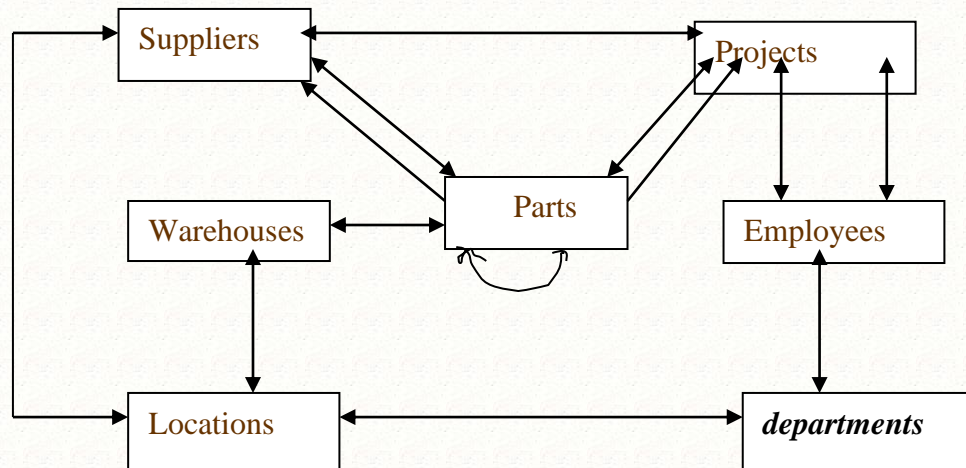 Suppliers
Projects
Parts
Warehouses
Employees
Locations
departments